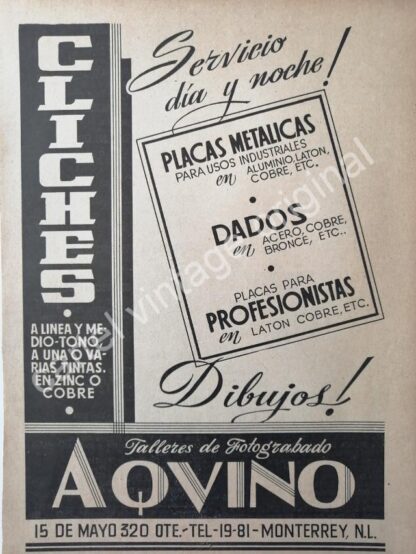 CLICHES
A LINEA Y ME-
DIO-TONO,
A UNA O VA-
RIAS TINTAS.
EN ZINC O
COBRE
Servicio
día y noche!
PLACAS METALICAS
PARA USOS INDUSTRIALES
en ALUMINIO, LATON,
COBRE, ETC.
DADOS
en ACERO, COBRE,
BRONCE, ETC..
PLACAS PARA
PROFESIONISTAS
en LATON COBRE, ETC.
Dibujos!
Talleres de Fotograbado
AQVINO
15 DE MAYO 320 OTE.-TEL-19-81-MONTERREY, N.L.
vintage original